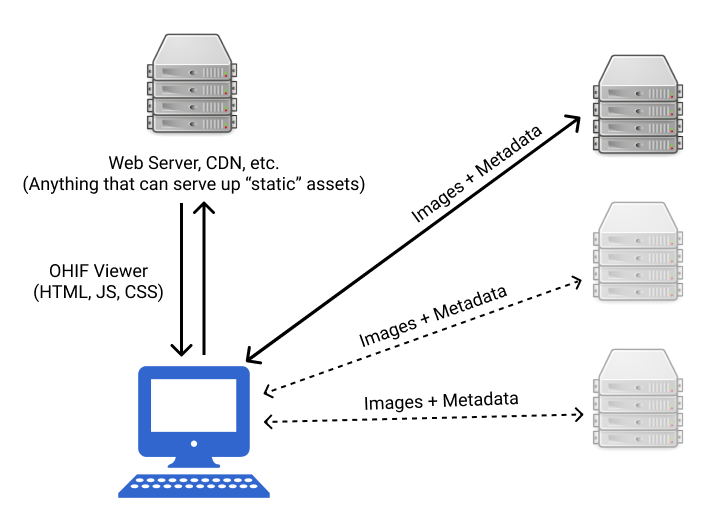 Web Server, CDN, etc.
(Anything that can serve up “static” assets)
OHIF Viewer
(HTML, JS, CSS)
Images + Metadata
Images + Metadata
Images + Metadata